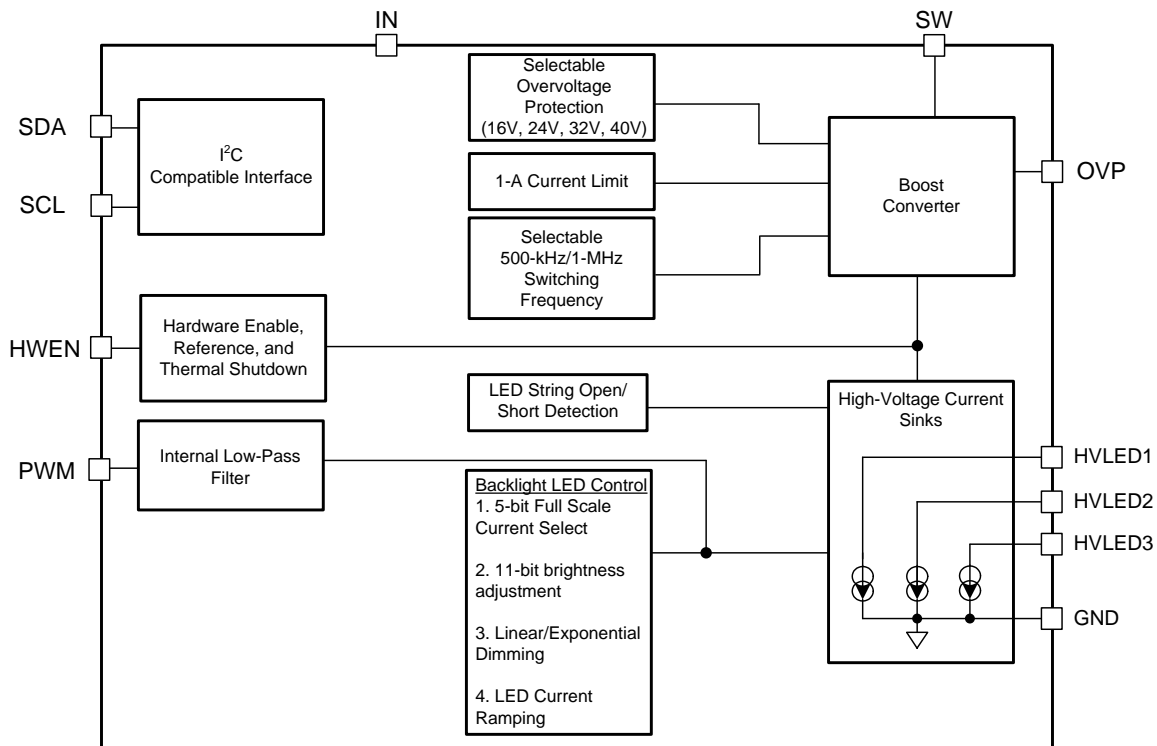 IN
SW
SDA
SCL
I²C
Compatible Interface
Selectable
Overvoltage
Protection
(16V, 24V, 32V, 40V)
1-A Current Limit
Selectable
500-kHz/1-MHz
Switching
Frequency
Boost
Converter
OVP
HWEN
Hardware Enable,
Reference, and
Thermal Shutdown
LED String Open/
Short Detection
High-Voltage Current
Sinks
PWM
Internal Low-Pass
Filter
Backlight LED Control
1. 5-bit Full Scale
Current Select
2. 11-bit brightness
adjustment
3. Linear/Exponential
Dimming
4. LED Current
Ramping
HVLED1
HVLED2
HVLED3
GND